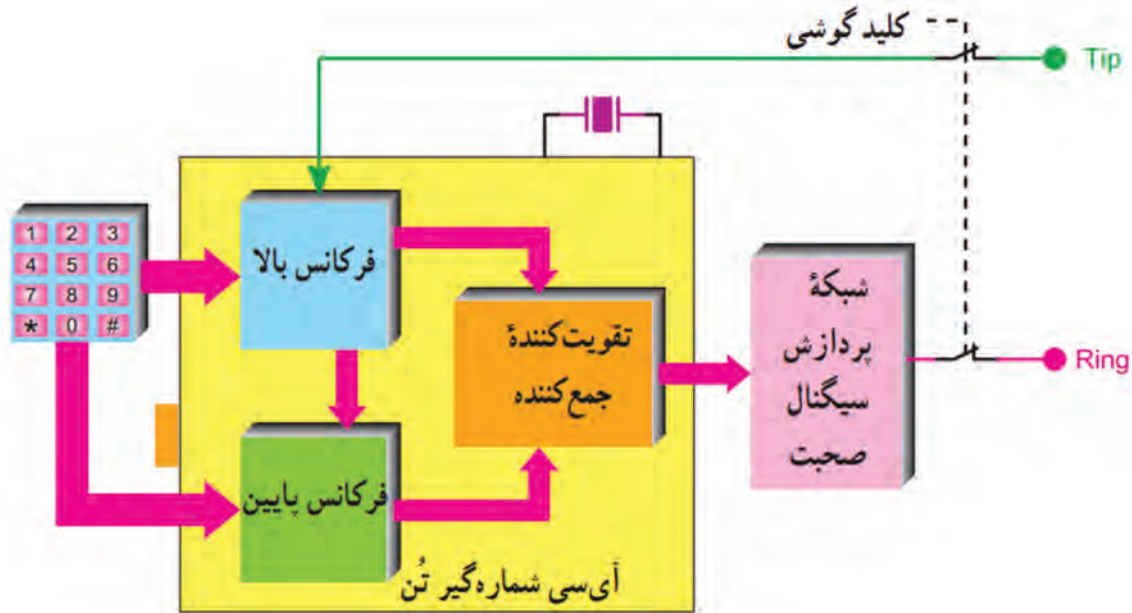 کلید گوشی
Tip
1 2 3
4 5 6
7 8 9
* 0 #
فرکانس بالا
تقویت‌کنندهٔ
جمع‌کننده
شبکهٔ
پردازش
سیگنال
صحبت
Ring
فرکانس پایین
آی‌سی شماره‌گیر تُن